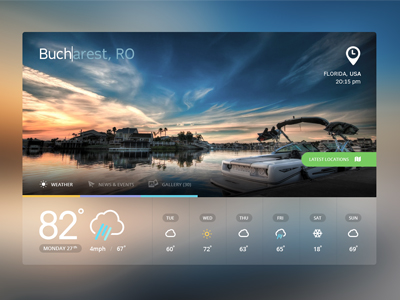 Bucharest, RO
FLORIDA, USA
20:15 pm
LATEST LOCATIONS
WEATHER
NEWS & EVENTS
GALLERY (38)
82°
MONDAY 27TH
4mph
67°
TUE
WED
THU
FRI
SAT
SUN
60°
72°
63°
65°
18°
69°